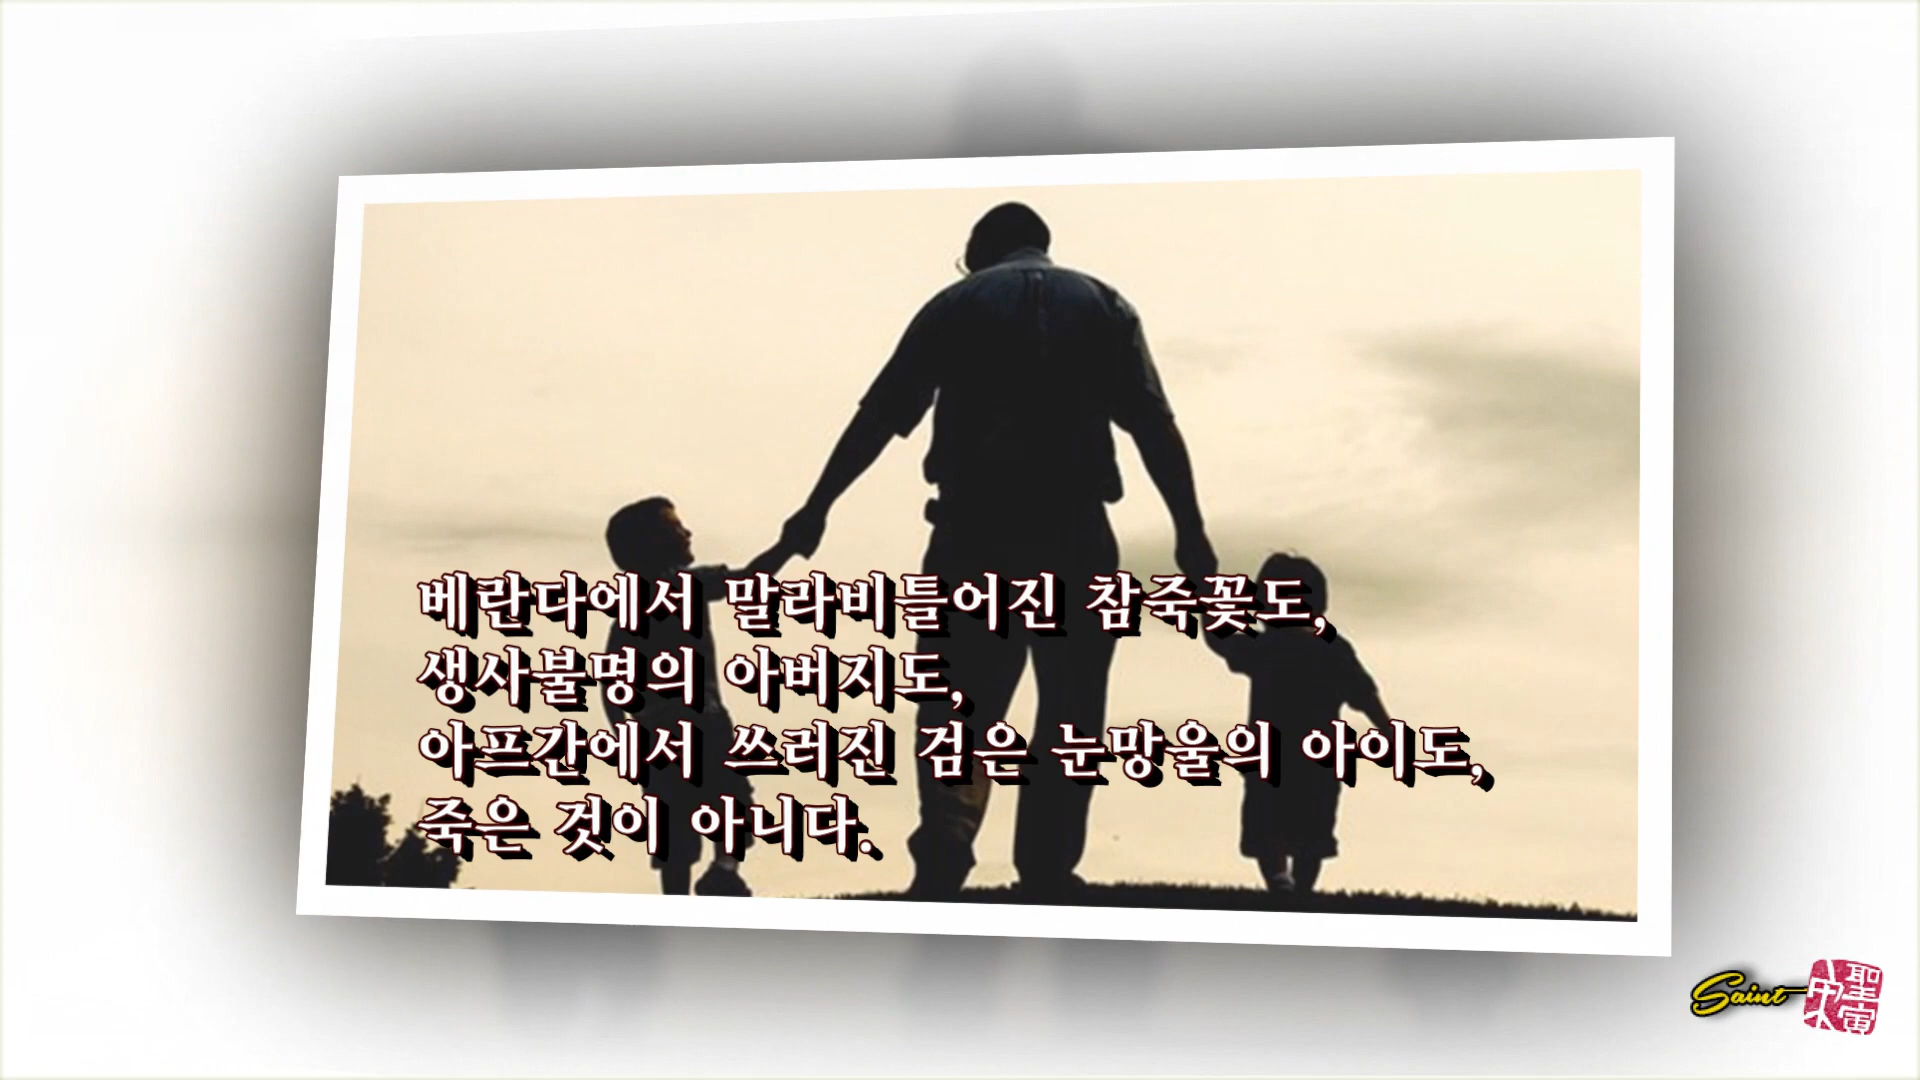 베란다에서 말라비틀어진 참죽꽃도,
생사불명의 아버지도,
아프간에서 쓰러진 검은 눈망울의 아이도,
죽은 것이 아니다.
Saint
聖寅